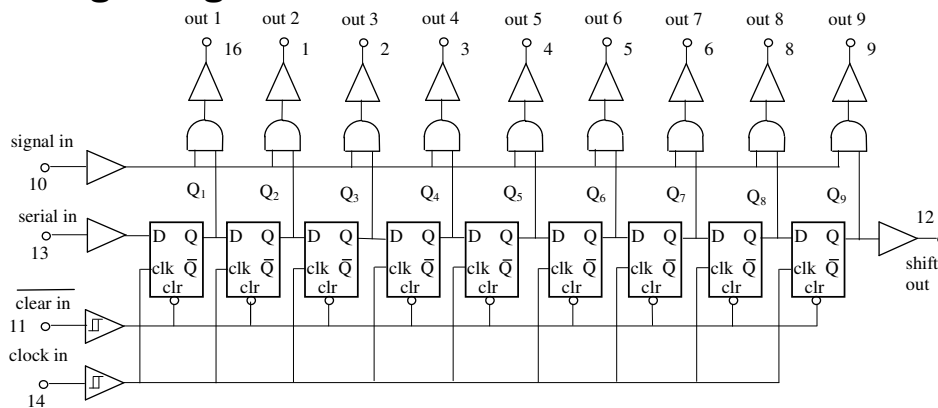 out 1 out 2 out 3 out 4 out 5 out 6 out 7 out 8 out 9
16 1 2 3 4 5 6 8 9
signal in
10
Q1 Q2 Q3 Q4 Q5 Q6 Q7 Q8 Q9
serial in
13
12
D Q D Q D Q D Q D Q D Q D Q D Q D Q
clk Q̅ clk Q̅ clk Q̅ clk Q̅ clk Q̅ clk Q̅ clk Q̅ clk Q̅ clk Q̅
clr clr clr clr clr clr clr clr clr
shift
out
clear in
11
clock in
14